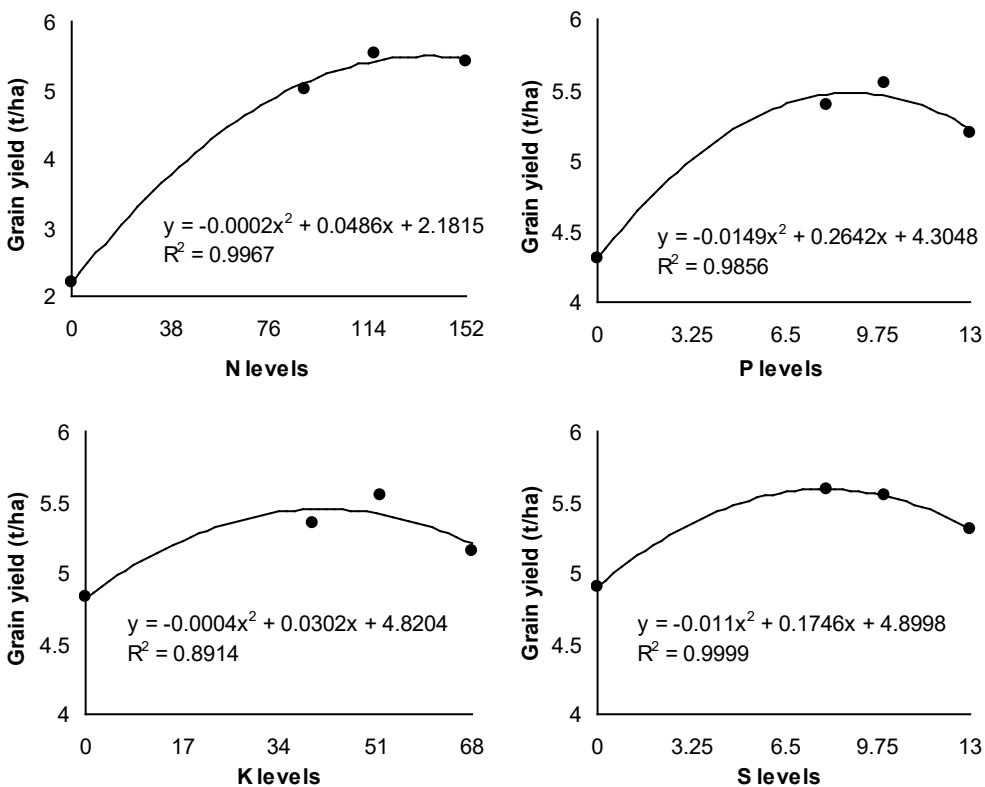 Grain yield (t/ha)
6
5
4
3
2
y = -0.0002x² + 0.0486x + 2.1815
R² = 0.9967
0 38 76 114 152
N levels
Grain yield (t/ha)
6
5.5
5
4.5
4
y = -0.0149x² + 0.2642x + 4.3048
R² = 0.9856
0 3.25 6.5 9.75 13
P levels
Grain yield (t/ha)
6
5.5
5
4.5
4
y = -0.0004x² + 0.0302x + 4.8204
R² = 0.8914
0 17 34 51 68
K levels
Grain yield (t/ha)
6
5.5
5
4.5
4
y = -0.011x² + 0.1746x + 4.8998
R² = 0.9999
0 3.25 6.5 9.75 13
S levels